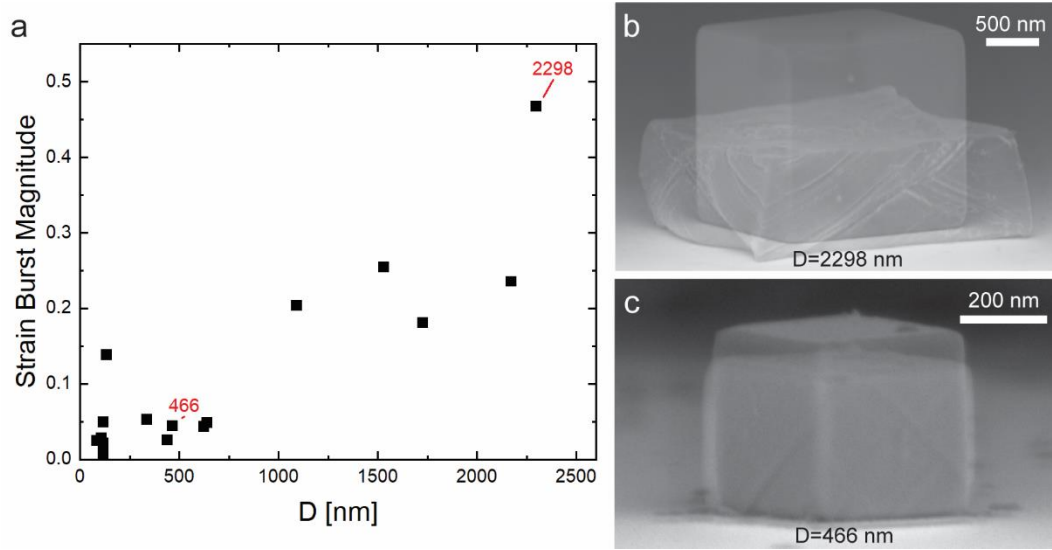 a
Strain Burst Magnitude
0.5
0.4
0.3
0.2
0.1
0.0
2298
466
0
500
1000
1500
2000
2500
D [nm]
b
500 nm
D=2298 nm
c
200 nm
D=466 nm